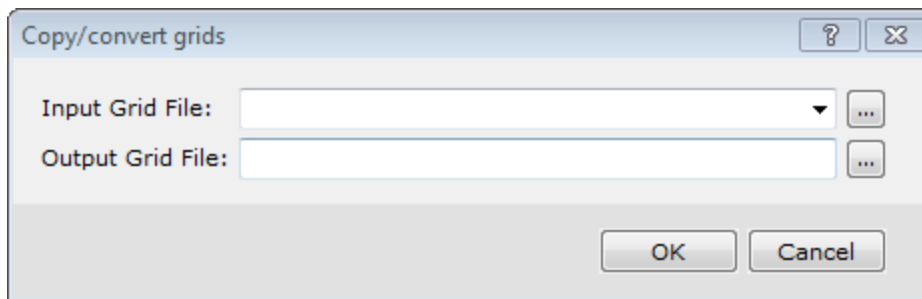 Copy/convert grids ?
Input Grid File: ...
Output Grid File: ...
OK Cancel